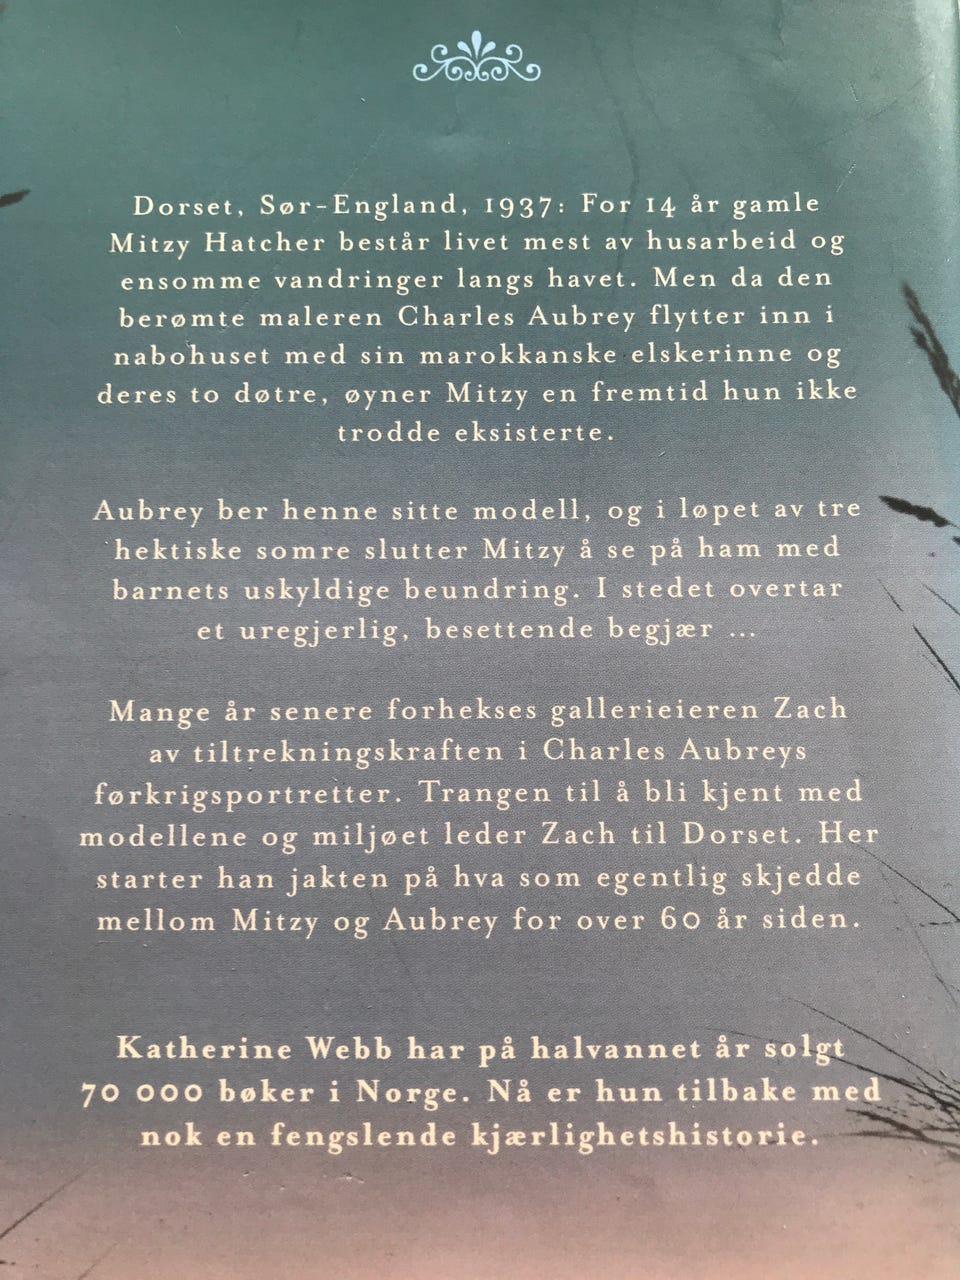 Dorset, Sør-England, 1937: For 14 år gamle
Mitzy Hatcher består livet mest av husarbeid og
ensomme vandringer langs havet. Men da den
berømte maleren Charles Aubrey flytter inn i
nabohuset med sin marokkanske elskerinne og
deres to døtre, øyner Mitzy en fremtid hun ikke
trodde eksisterte.
Aubrey ber henne sitte modell, og i løpet av tre
hektiske somre slutter Mitzy å se på ham med
barnets uskyldige beundring. I stedet overtar
et uregjerlig, besettende begjær ...
Mange år senere forhekses gallerieieren Zach
av tiltrekningskraften i Charles Aubreys
førkrigsportretter. Trangen til å bli kjent med
modellene og miljøet leder Zach til Dorset. Her
starter han jakten på hva som egentlig skjedde
mellom Mitzy og Aubrey for over 60 år siden.
Katherine Webb har på halvannet år solgt
70 000 bøker i Norge. Nå er hun tilbake med
nok en fengslende kjærlighetshistorie.